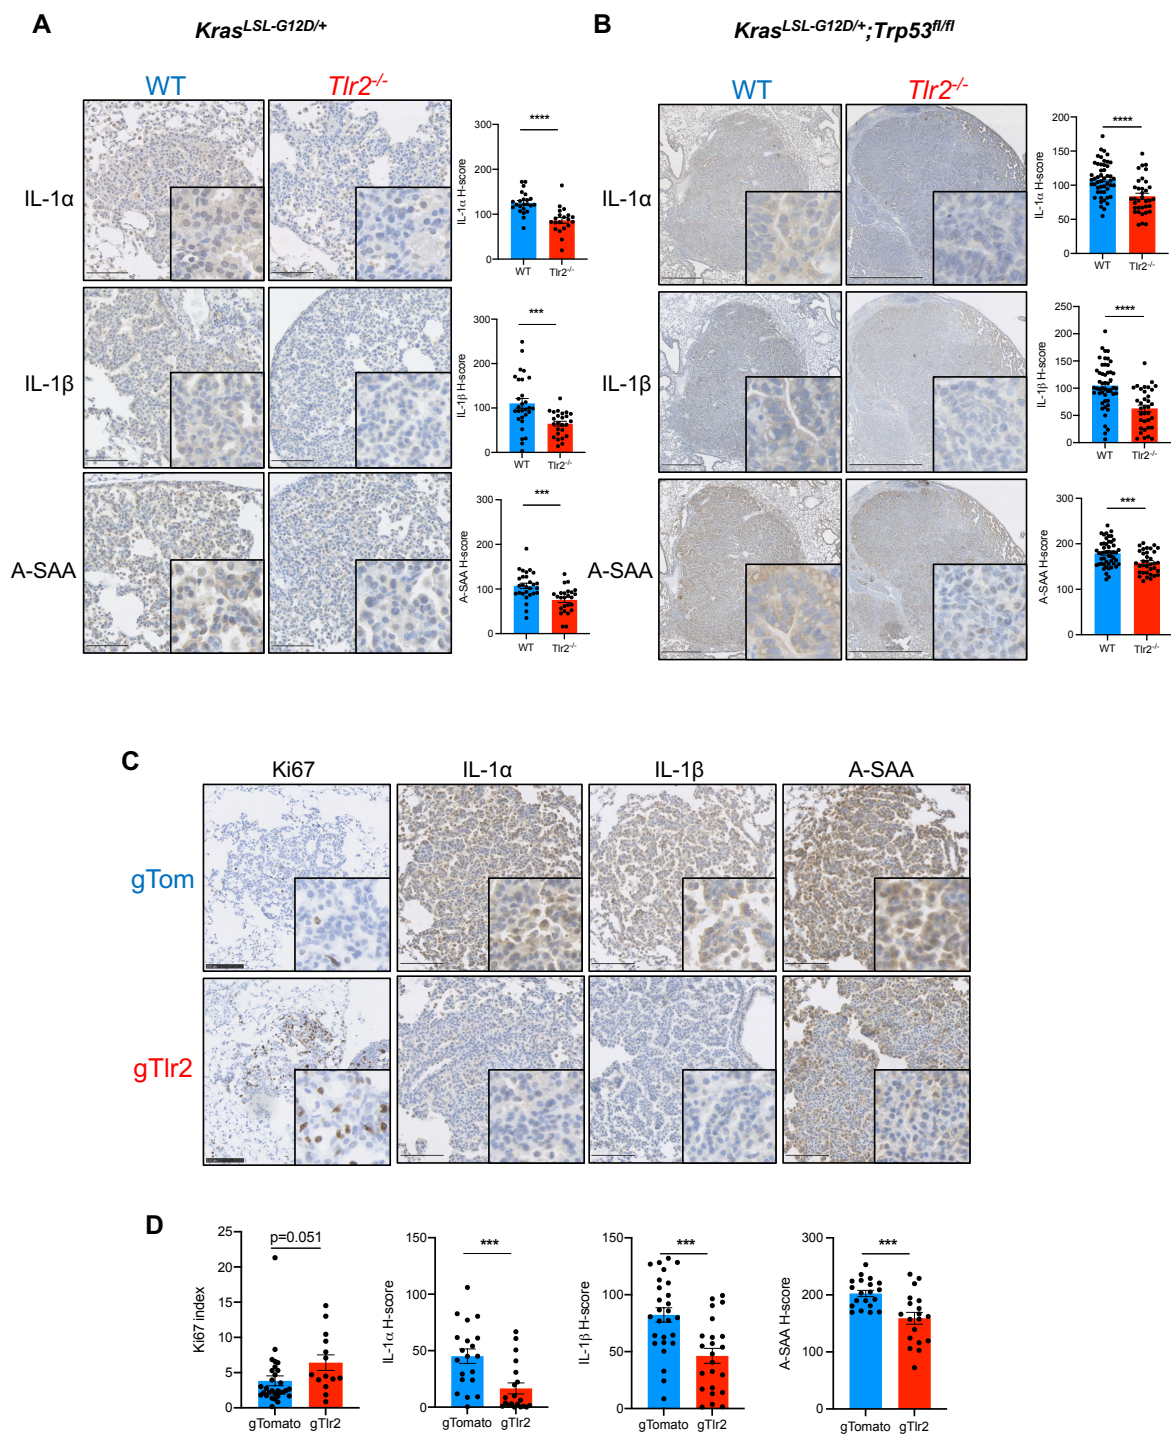 A
Kras^LSL-G12D/+
WT
Tlr2^-/-
IL-1α
IL-1β
A-SAA
300
200
100
0
IL-1α H-score
****
WT
Tlr2^-/-
300
200
100
0
IL-1β H-score
***
WT
Tlr2^-/-
300
200
100
0
A-SAA H-score
***
WT
Tlr2^-/-
B
Kras^LSL-G12D/+;Trp53^fl/fl
WT
Tlr2^-/-
IL-1α
IL-1β
A-SAA
200
150
100
50
0
IL-1α H-score
****
WT
Tlr2^-/-
250
200
150
100
50
0
IL-1β H-score
****
WT
Tlr2^-/-
300
200
100
0
A-SAA H-score
***
WT
Tlr2^-/-
C
Ki67
IL-1α
IL-1β
A-SAA
gTom
gTlr2
D
25
20
15
10
5
0
Ki67 index
p=0.051
gTomato gTlr2
150
100
50
0
IL-1α H-score
***
gTomato gTlr2
150
100
50
0
IL-1β H-score
***
gTomato gTlr2
300
200
100
0
A-SAA H-score
***
gTomato gTlr2